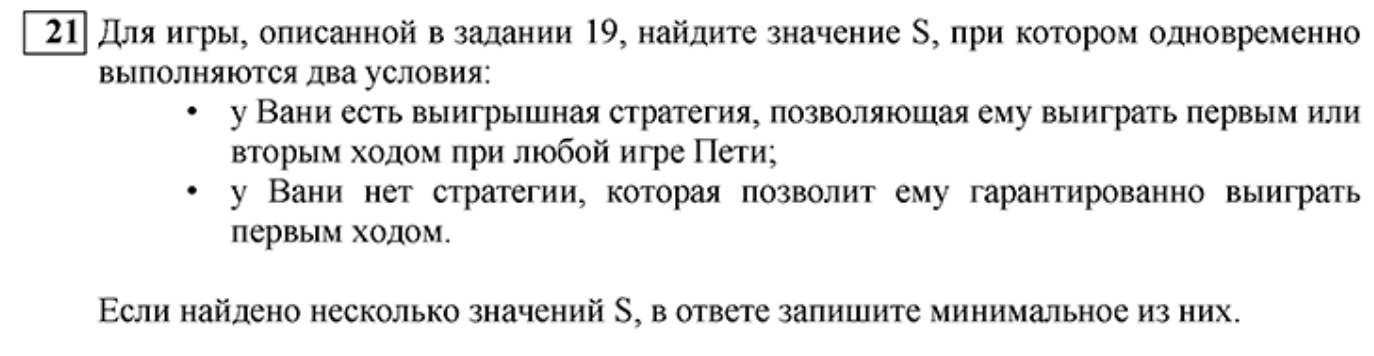 21 Для игры, описанной в задании 19, найдите значение S, при котором одновременно
выполняются два условия:
• у Вани есть выигрышная стратегия, позволяющая ему выиграть первым или
вторым ходом при любой игре Пети;
• у Вани нет стратегии, которая позволит ему гарантированно выиграть
первым ходом.
Если найдено несколько значений S, в ответе запишите минимальное из них.